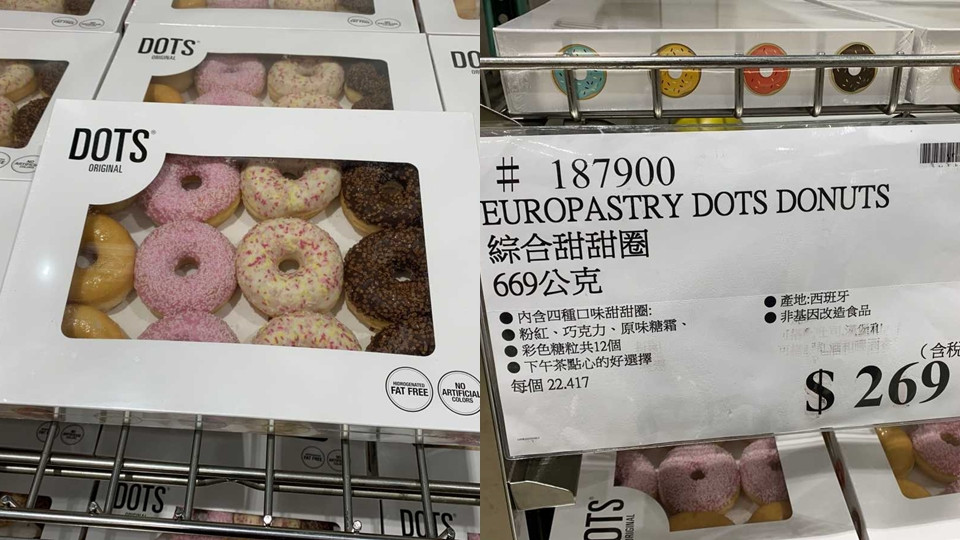 DOTS
ORIGINAL
DO
DOTS®
ORIGINAL
HYDROGENATED
FAT FREE
NO
ARTIFICIAL
COLORS
DOTS
DOTS
# 187900
EUROPASTRY DOTS DONUTS
綜合甜甜圈
669公克
●內含四種口味甜甜圈:
●粉紅、巧克力、原味糖霜、
●彩色糖粒共12個
●下午茶點心的好選擇
每個 22.417
●產地:西班牙
●非基因改造食品
(含稅
$ 269
DOTS
ORIGINAL